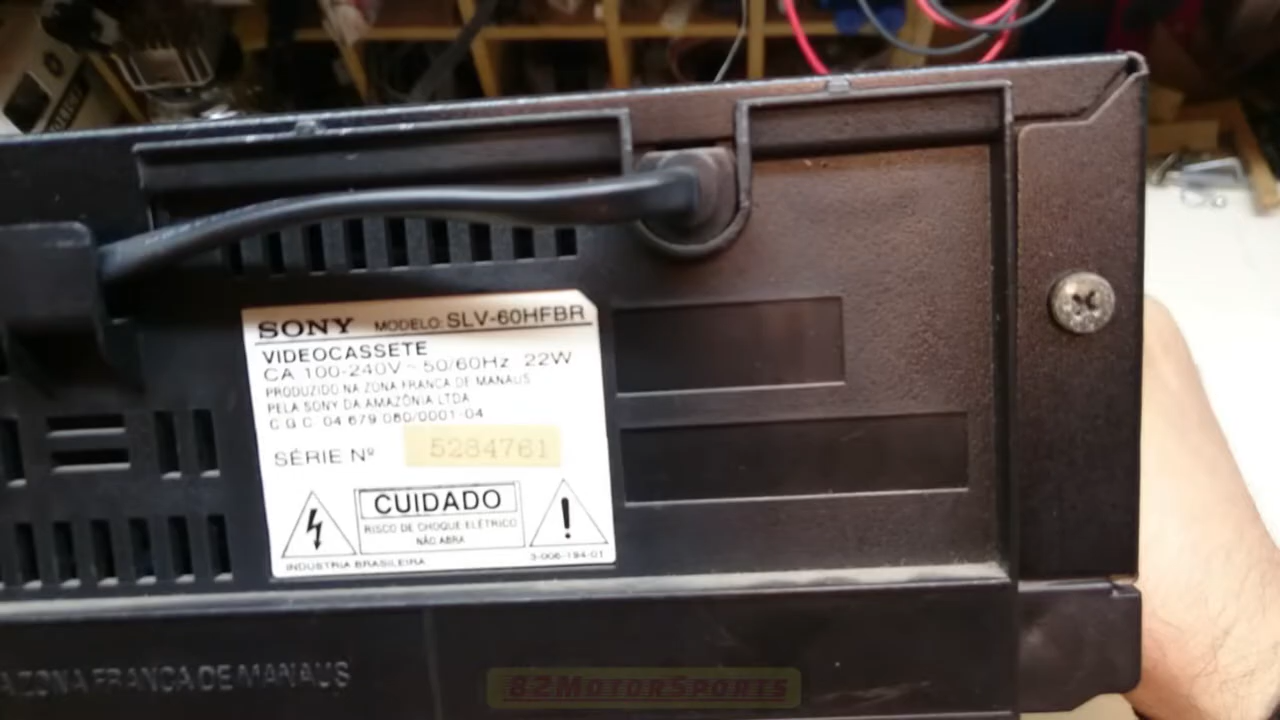 SONY MODELO: SLV-60HFBR
VIDEOCASSETE
CA 100-240V ~ 50/60Hz 22W
PRODUZIDO NA ZONA FRANCA DE MANAUS
PELA SONY DA AMAZÔNIA LTDA
C.G.C. 04.679.080/0001-04
SÉRIE Nº 5284761
CUIDADO
RISCO DE CHOQUE ELÉTRICO
NÃO ABRA
INDÚSTRIA BRASILEIRA 3-006-194-01
A ZONA FRANCA DE MANAUS
82MotorSports